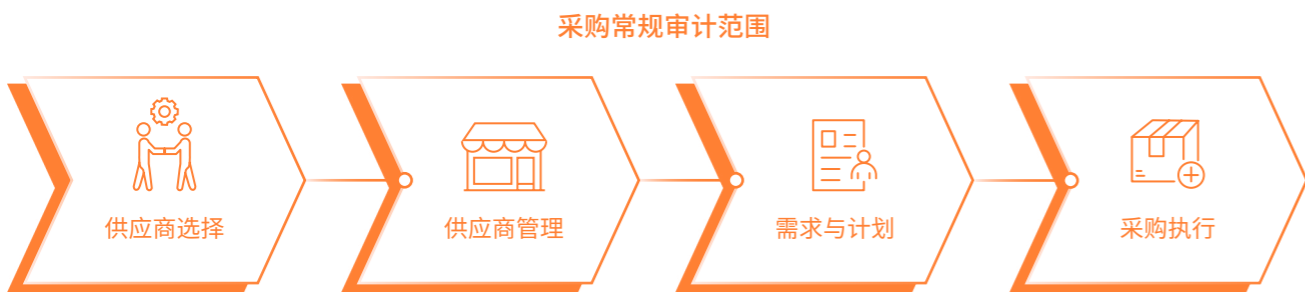 采购常规审计范围
供应商选择
供应商管理
需求与计划
采购执行